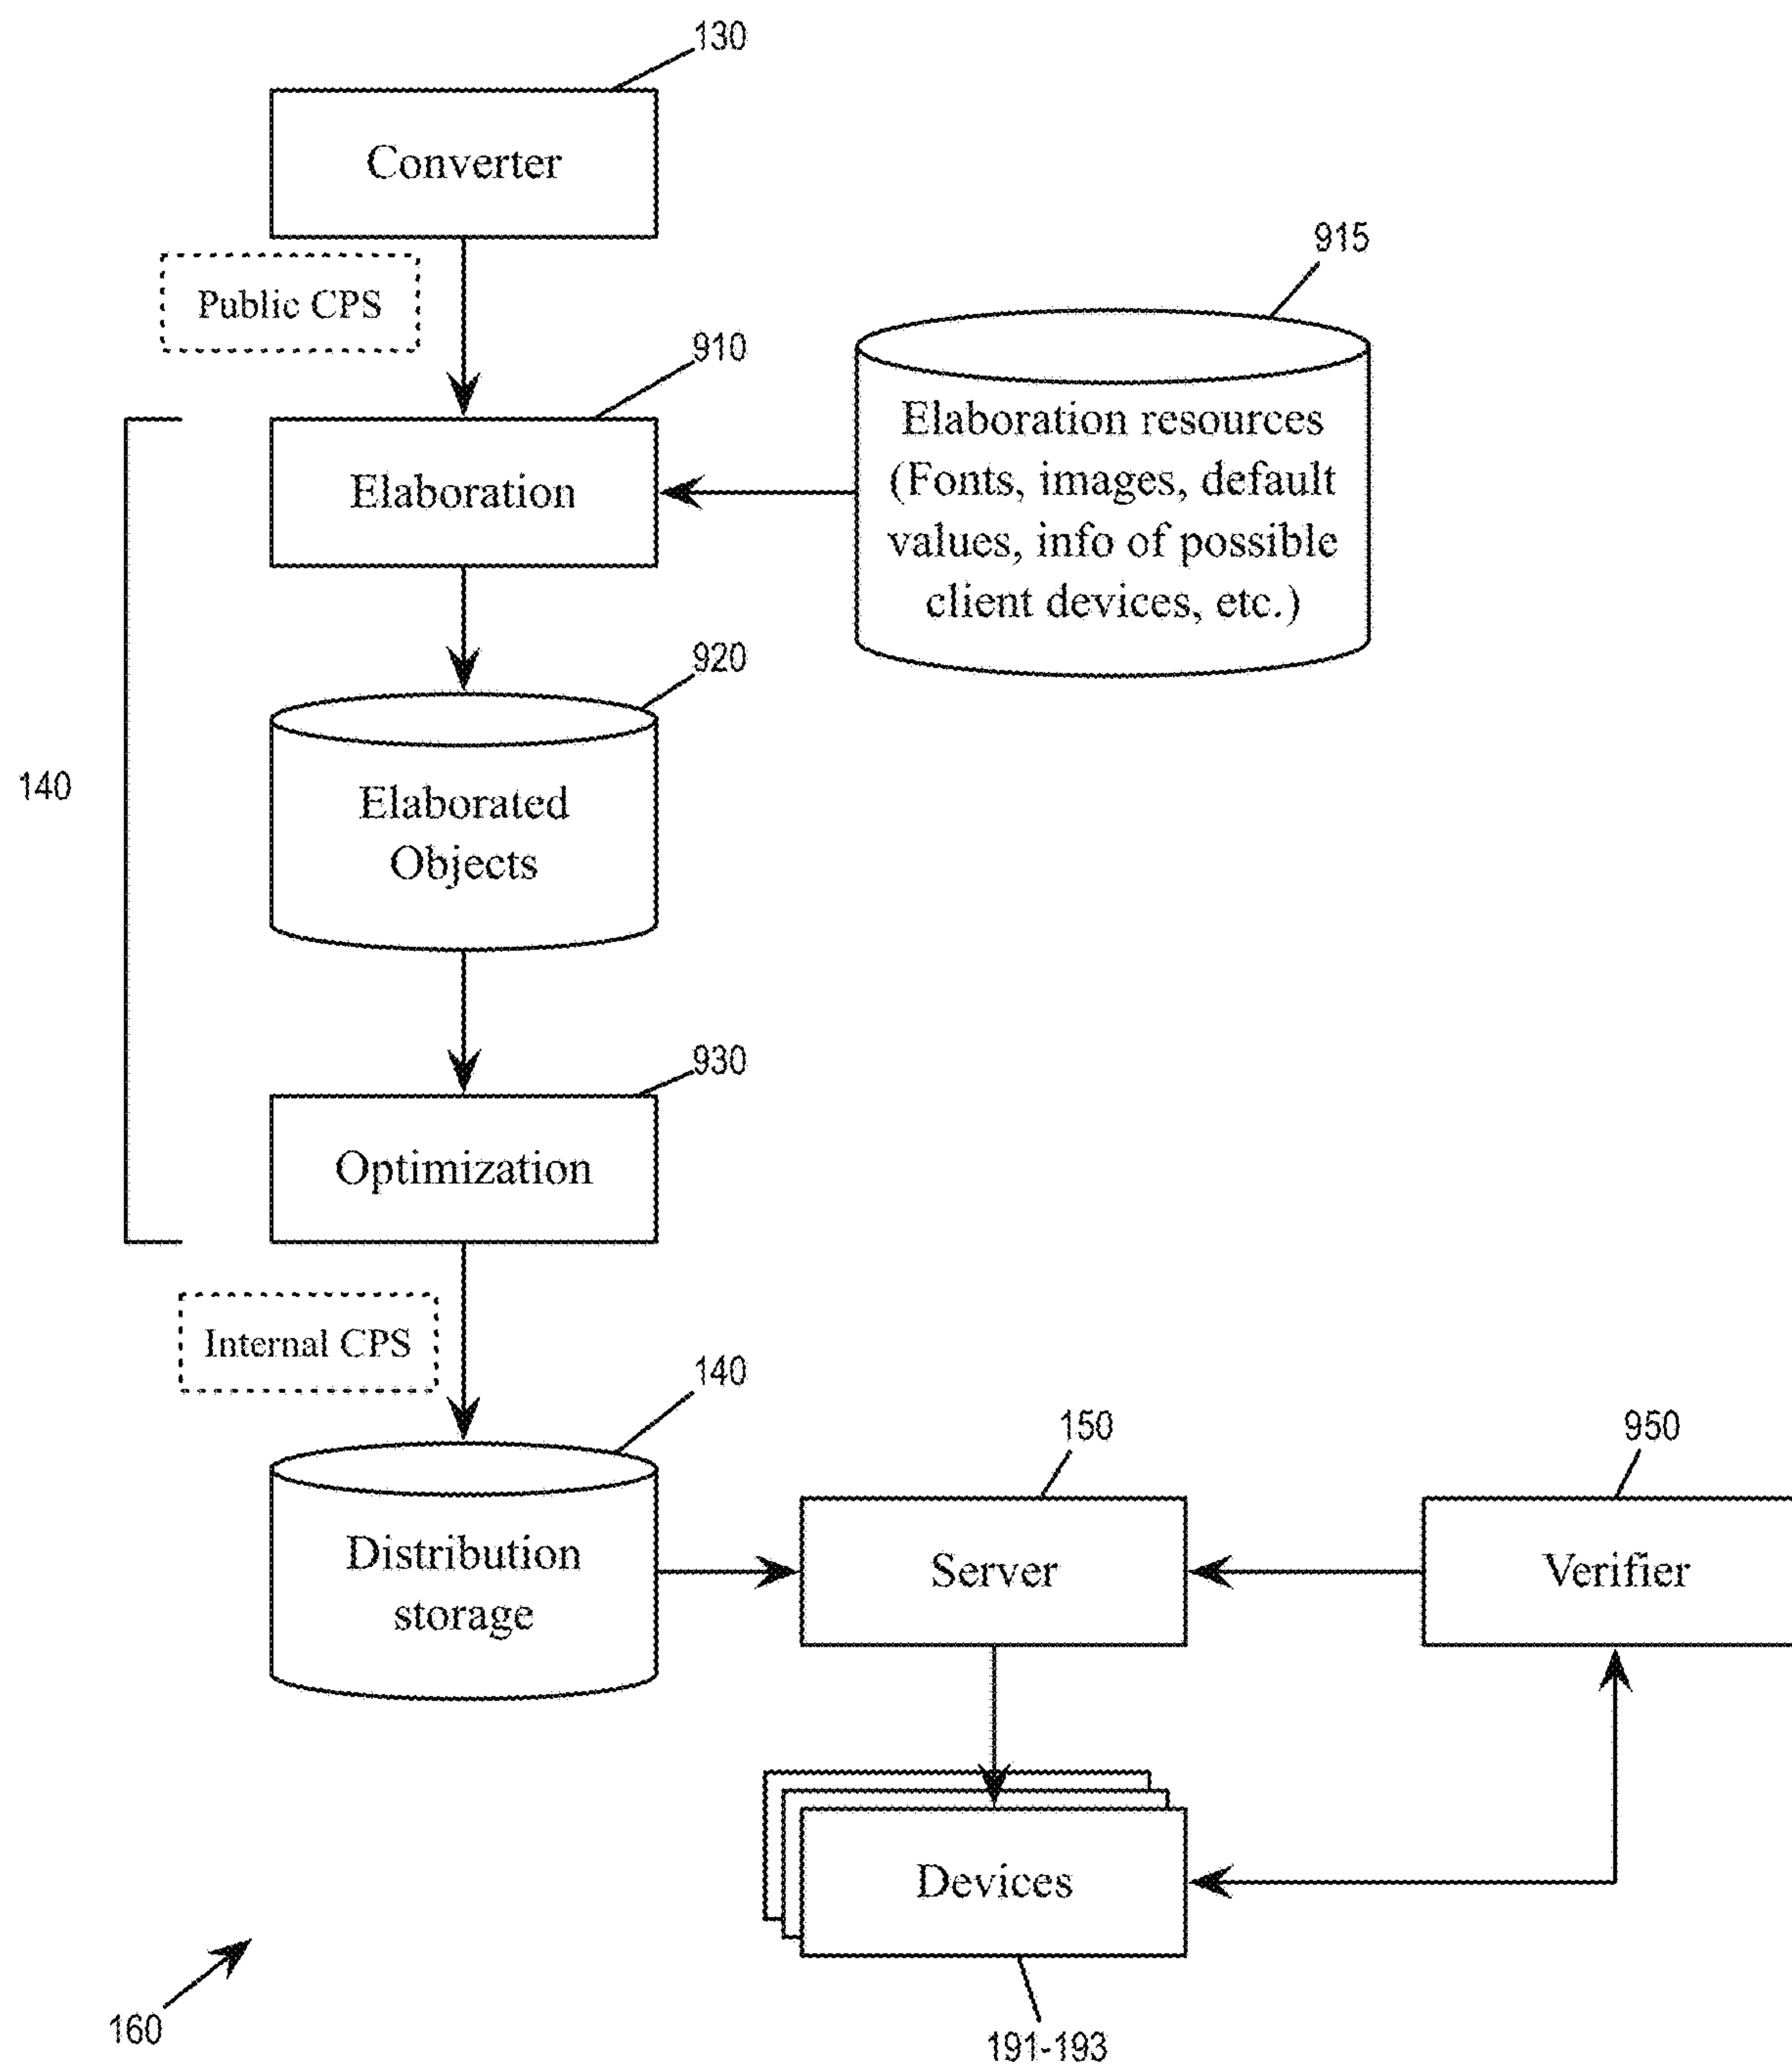 130
Converter
Public CPS
915
910
Elaboration resources
(Fonts, images, default
values, info of possible
client devices, etc.)
Elaboration
920
140
Elaborated
Objects
930
Optimization
Internal CPS
140
150
950
Distribution
storage
Server
Verifier
Devices
160
191-193